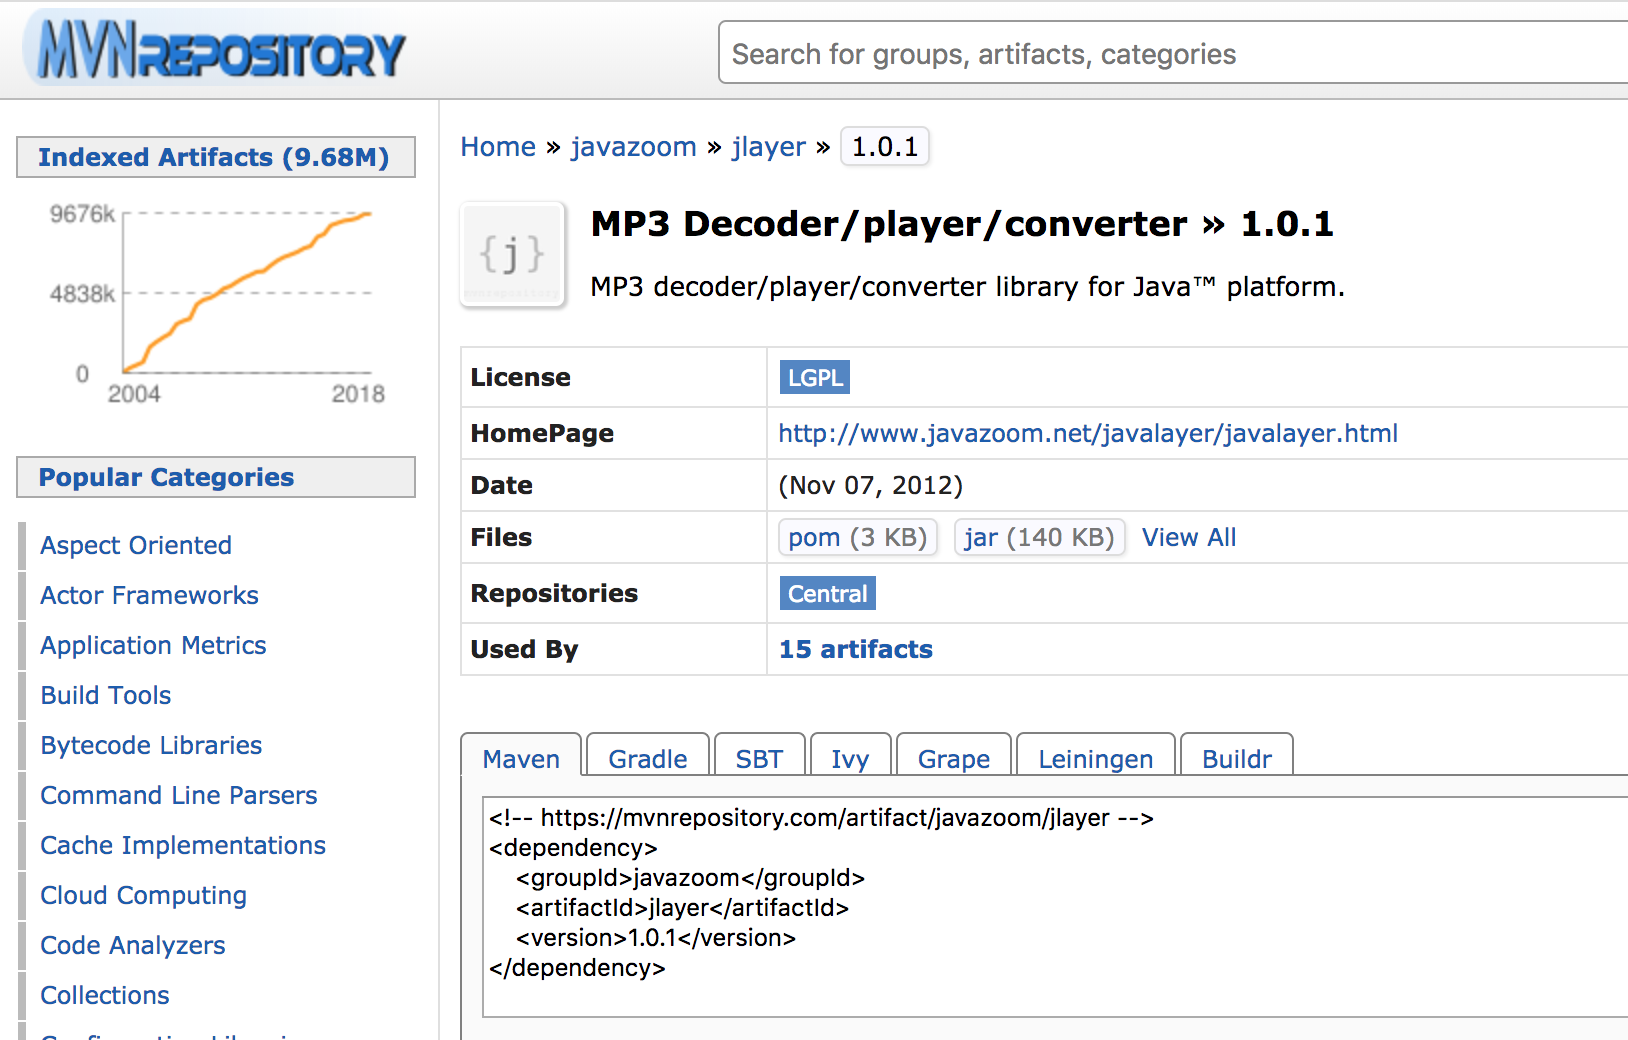 MVNREPOSITORY
Search for groups, artifacts, categories
Indexed Artifacts (9.68M)
9676k
4838k
0
2004 2018
Popular Categories
Aspect Oriented
Actor Frameworks
Application Metrics
Build Tools
Bytecode Libraries
Command Line Parsers
Cache Implementations
Cloud Computing
Code Analyzers
Collections
Home » javazoom » jlayer » 1.0.1
{j}
mvnrepository
MP3 Decoder/player/converter » 1.0.1
MP3 decoder/player/converter library for Java™ platform.
License LGPL
HomePage http://www.javazoom.net/javalayer/javalayer.html
Date (Nov 07, 2012)
Files pom (3 KB) jar (140 KB) View All
Repositories Central
Used By 15 artifacts
Maven Gradle SBT Ivy Grape Leiningen Buildr
<!-- https://mvnrepository.com/artifact/javazoom/jlayer -->
<dependency>
    <groupId>javazoom</groupId>
    <artifactId>jlayer</artifactId>
    <version>1.0.1</version>
</dependency>